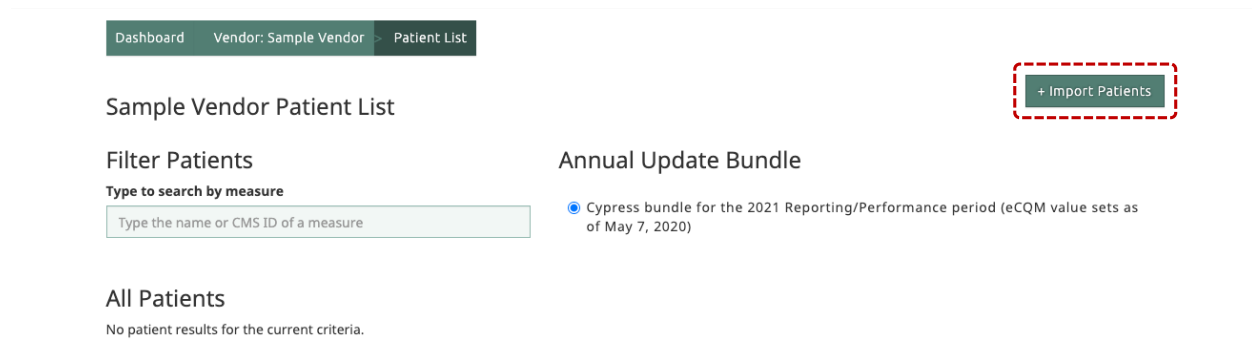 Dashboard Vendor: Sample Vendor > Patient List
+ Import Patients
Sample Vendor Patient List
Filter Patients
Type to search by measure
Type the name or CMS ID of a measure
Annual Update Bundle
Cypress bundle for the 2021 Reporting/Performance period (eCQM value sets as
of May 7, 2020)
All Patients
No patient results for the current criteria.